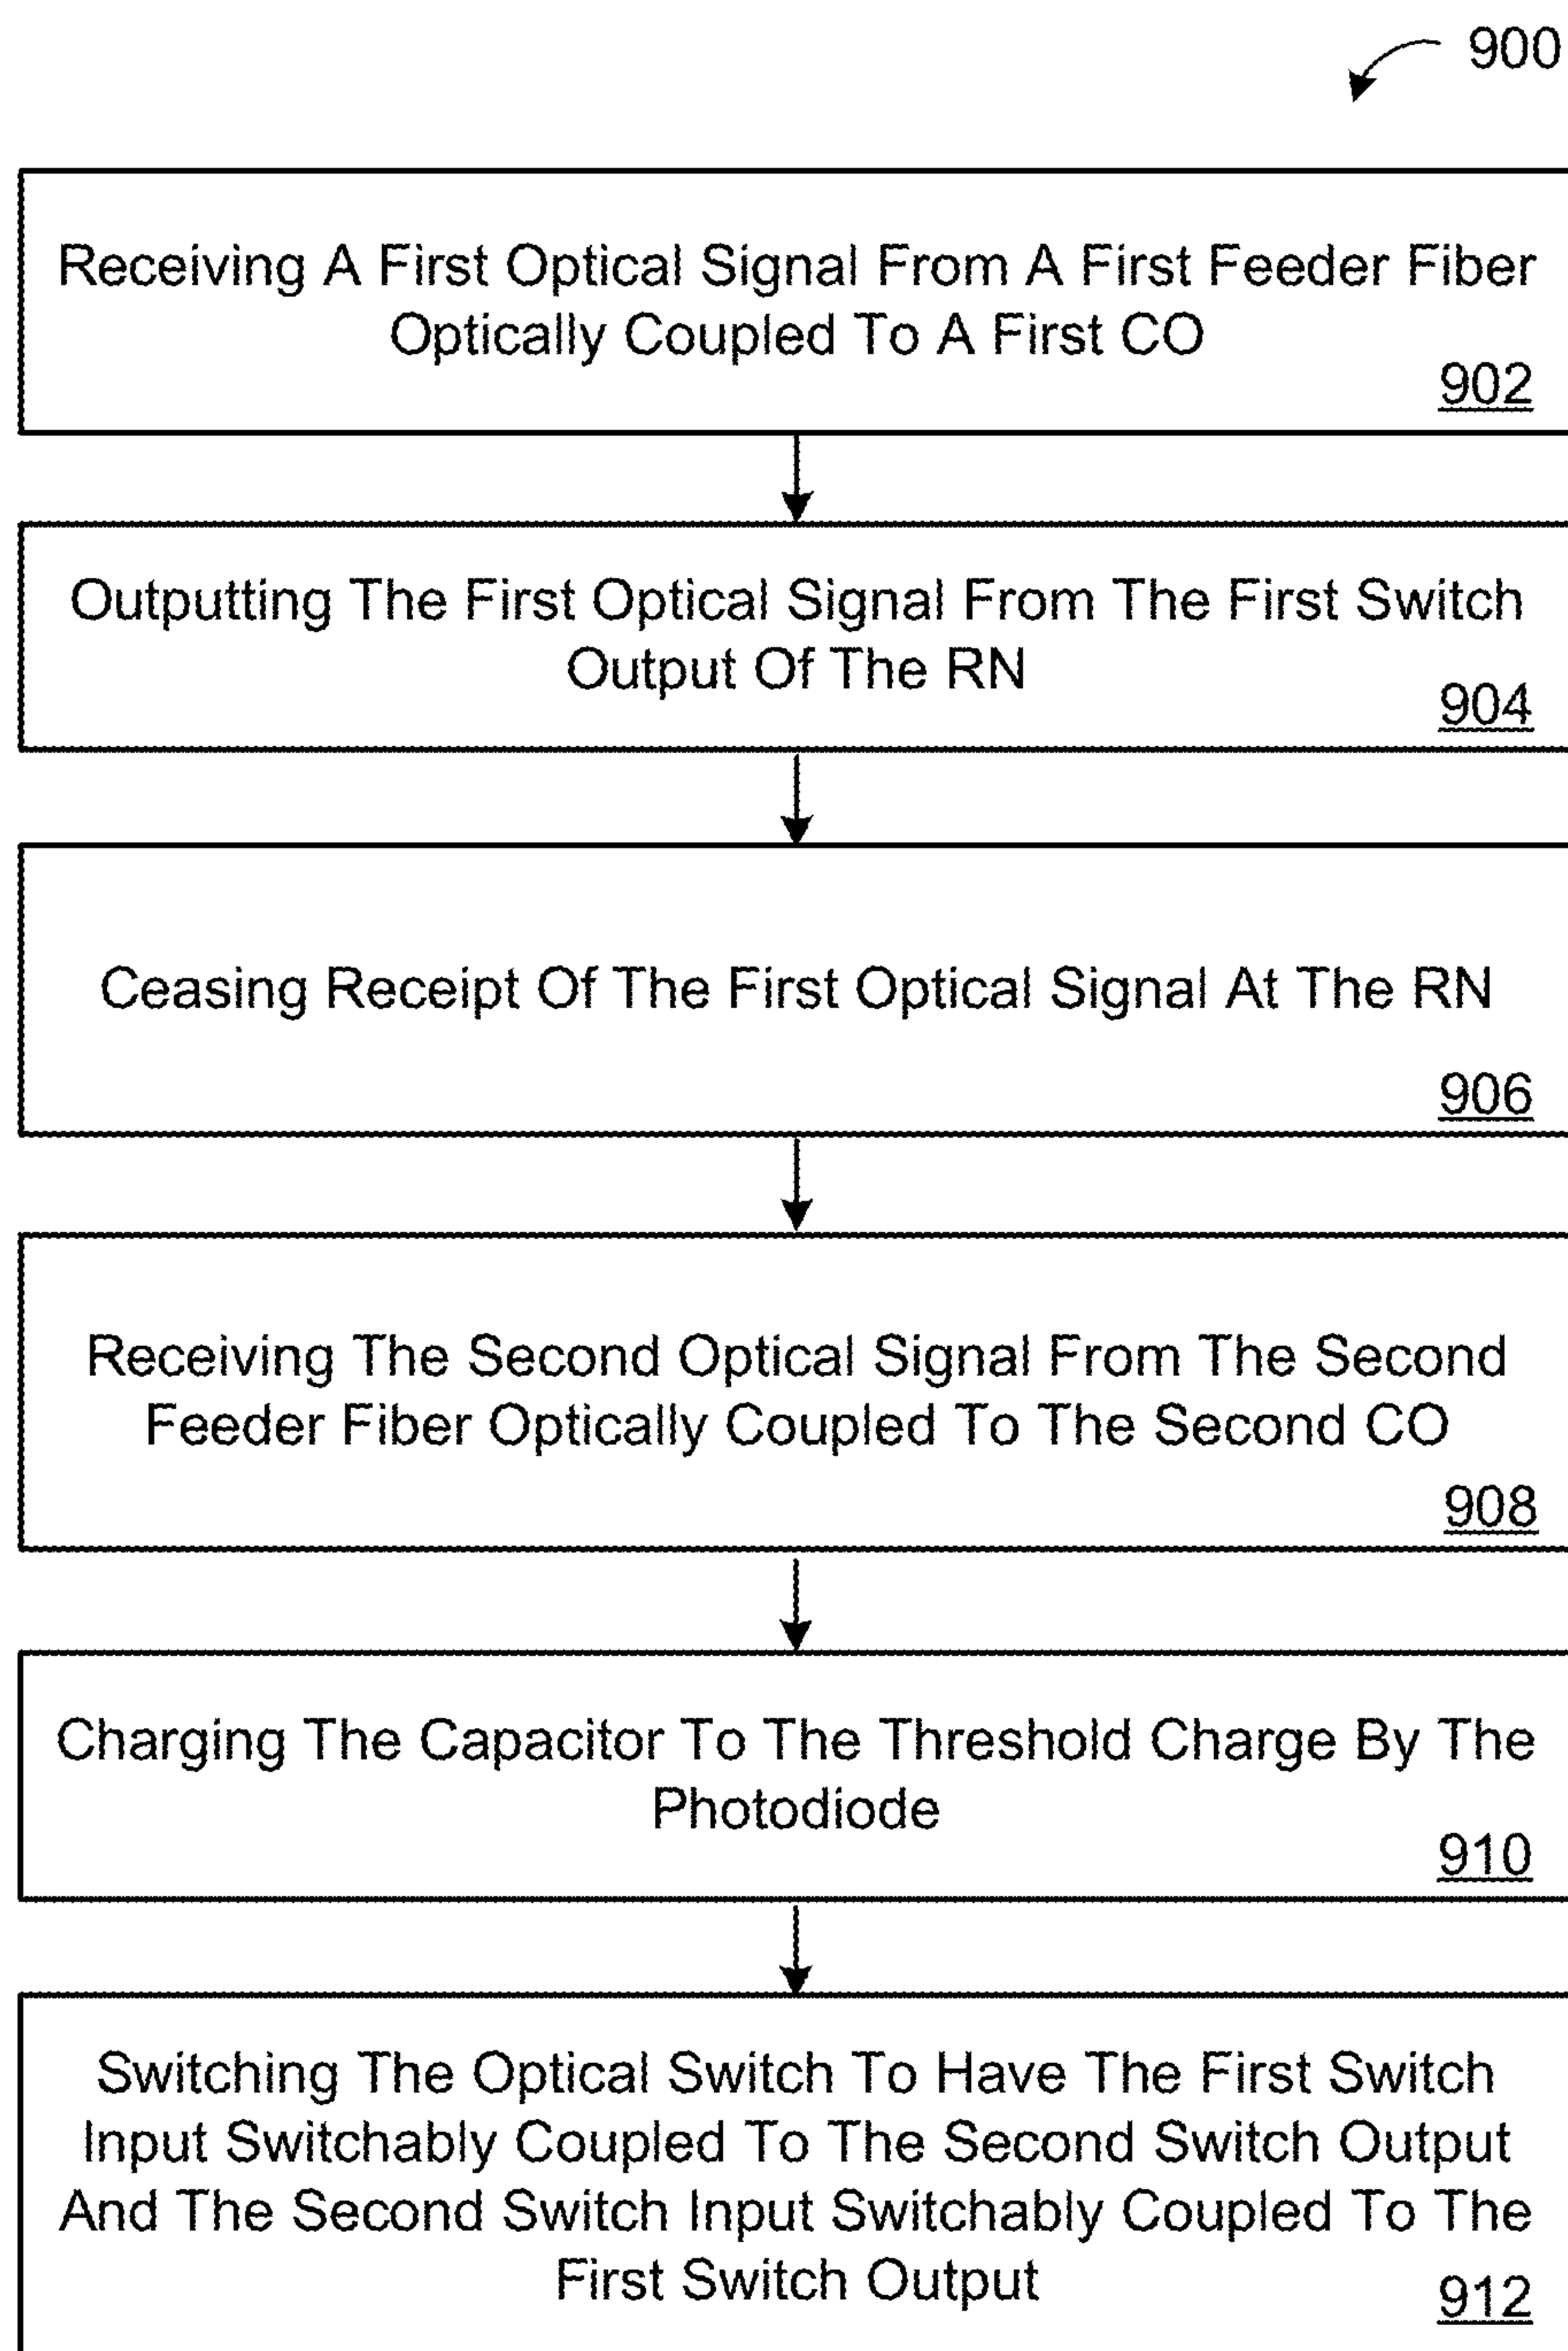 900
Receiving A First Optical Signal From A First Feeder Fiber
Optically Coupled To A First CO
902
Outputting The First Optical Signal From The First Switch
Output Of The RN
904
Ceasing Receipt Of The First Optical Signal At The RN
906
Receiving The Second Optical Signal From The Second
Feeder Fiber Optically Coupled To The Second CO
908
Charging The Capacitor To The Threshold Charge By The
Photodiode
910
Switching The Optical Switch To Have The First Switch
Input Switchably Coupled To The Second Switch Output
And The Second Switch Input Switchably Coupled To The
First Switch Output
912